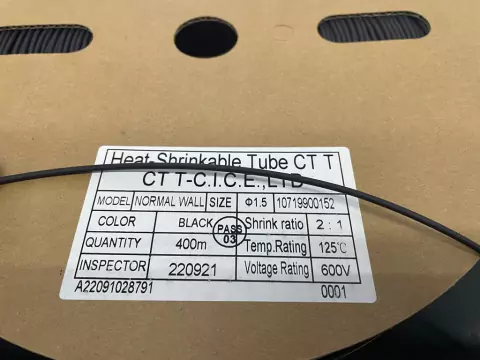 Heat-Shrinkable Tube CT T
CT T-C.I.C.E.,LTD
MODEL NORMAL WALL SIZE Φ1.5 10719900152
COLOR BLACK Shrink ratio 2 : 1
PASS
03
QUANTITY 400m Temp.Rating 125℃
INSPECTOR 220921 Voltage Rating 600V
A22091028791 0001